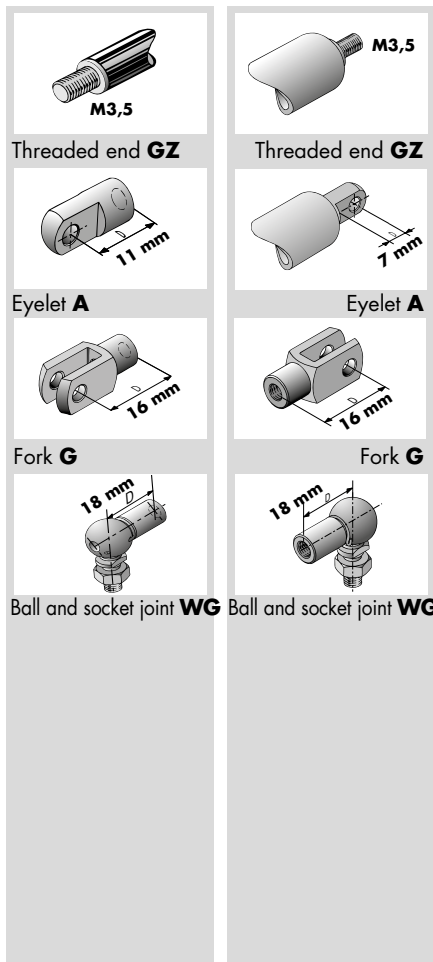 M3,5
Threaded end GZ
11 mm
Eyelet A
16 mm
Fork G
18 mm
Ball and socket joint WG
M3,5
Threaded end GZ
7 mm
Eyelet A
16 mm
Fork G
18 mm
Ball and socket joint WG